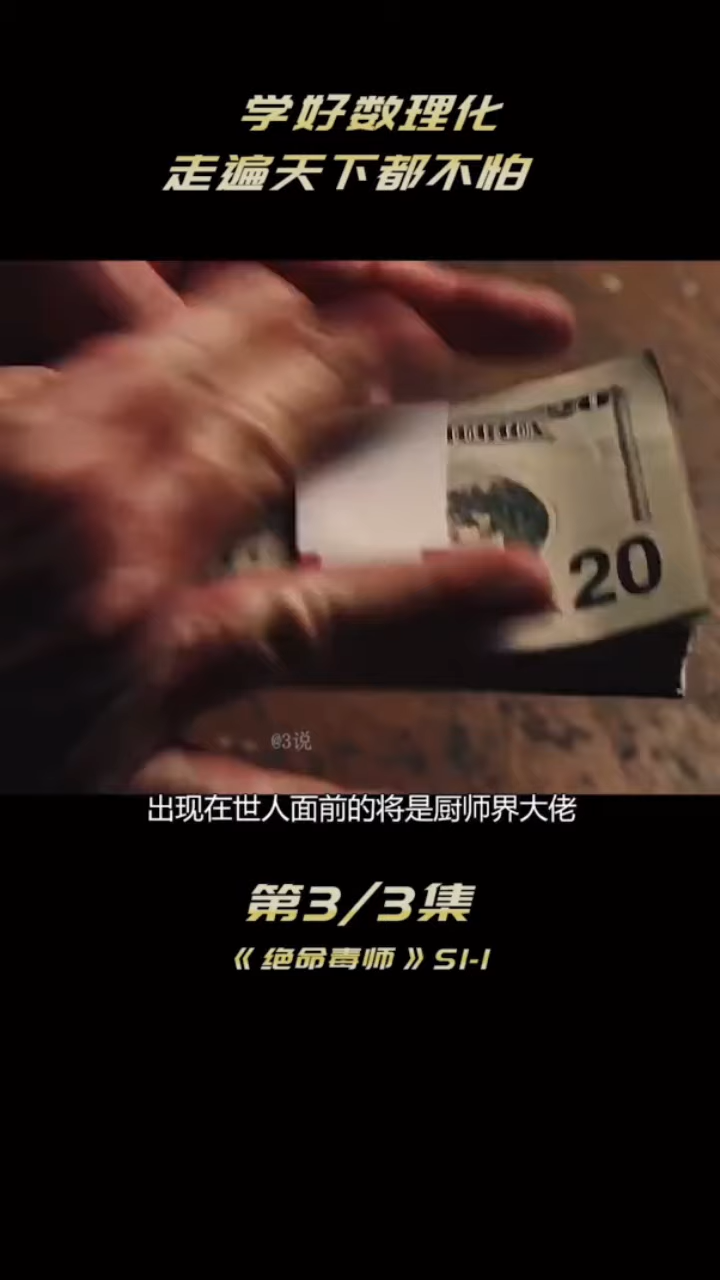 学好数理化
走遍天下都不怕
20
@3说
出现在世人面前的将是厨师界大佬
第3/3集
《绝命毒师》S1-1